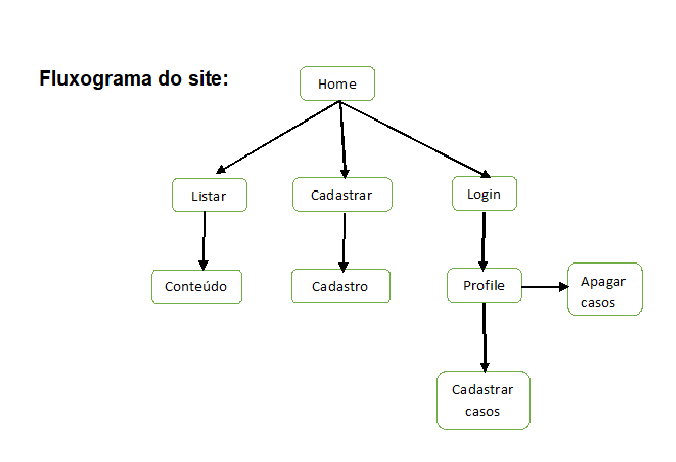 Fluxograma do site:
Home
Listar
Cadastrar
Login
Conteúdo
Cadastro
Profile
Apagar
casos
Cadastrar
casos